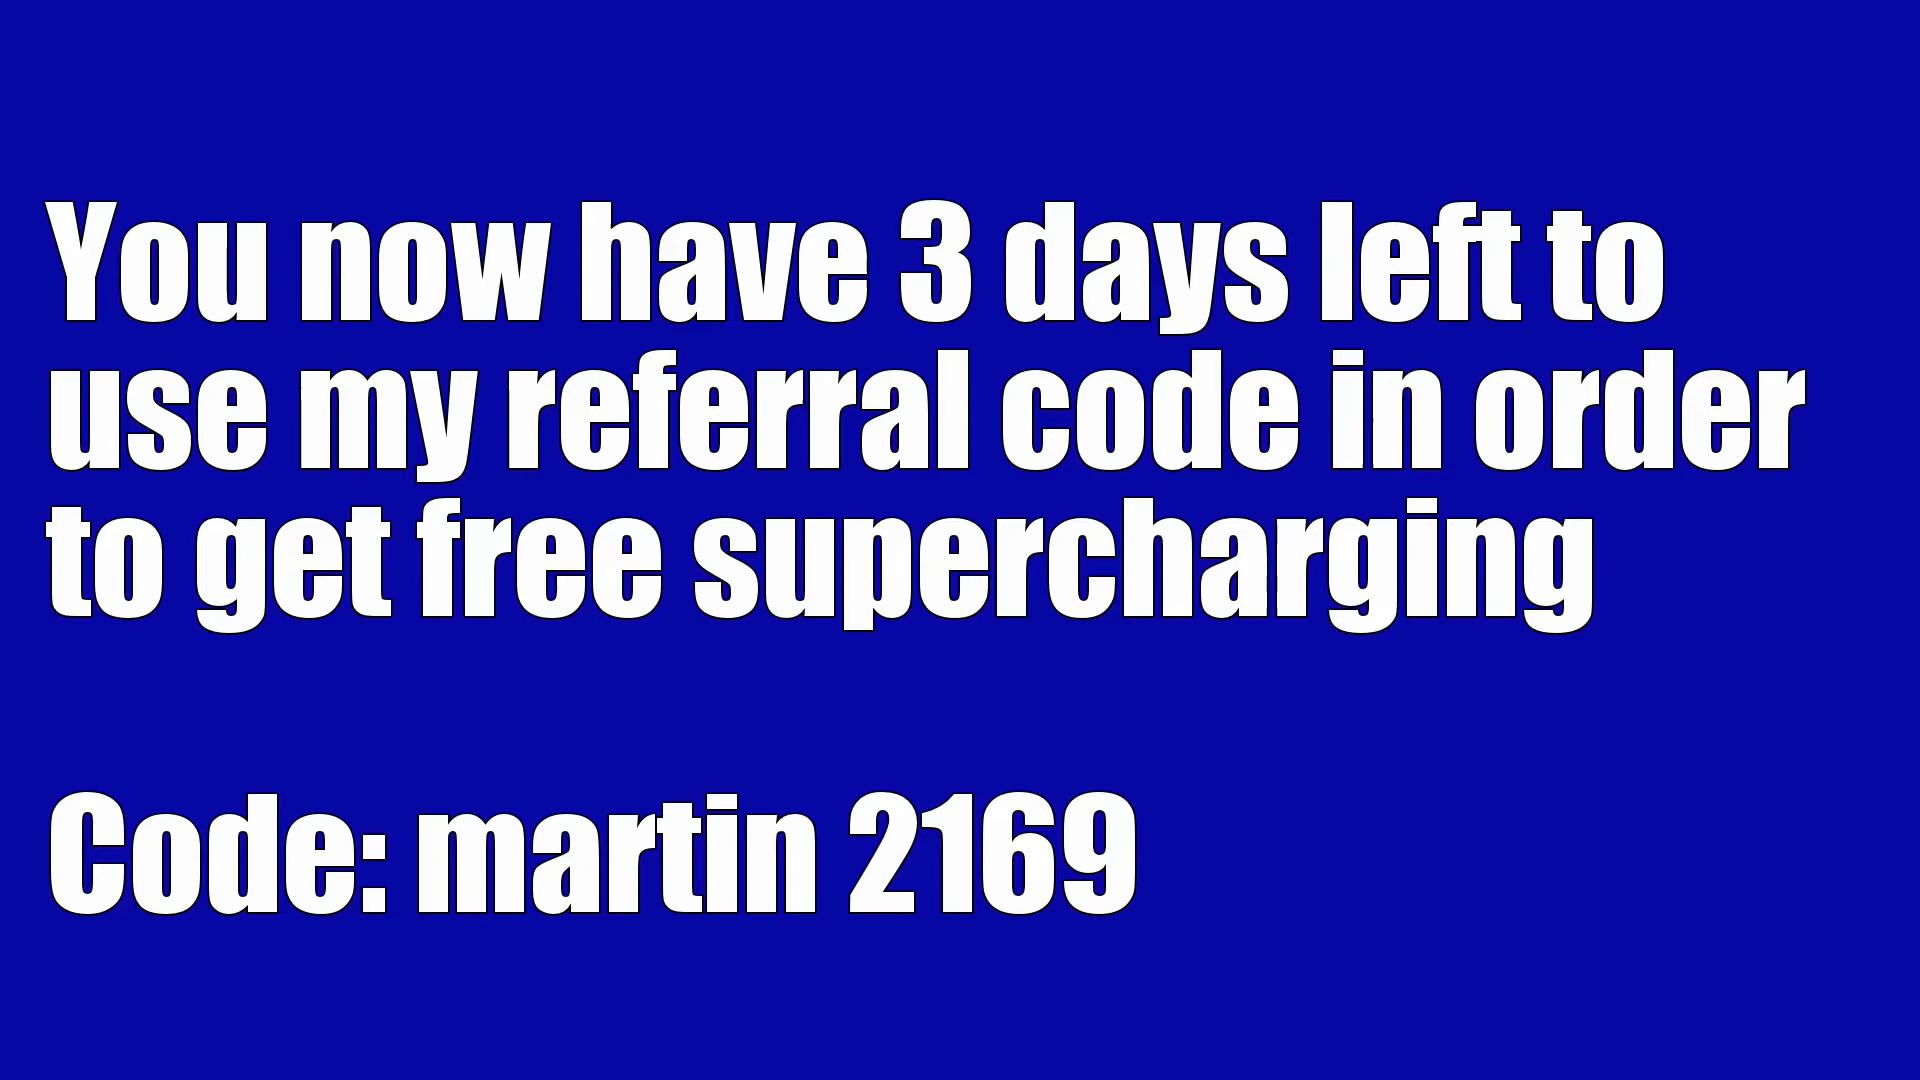 You now have 3 days left to
use my referral code in order
to get free supercharging
Code: martin 2169